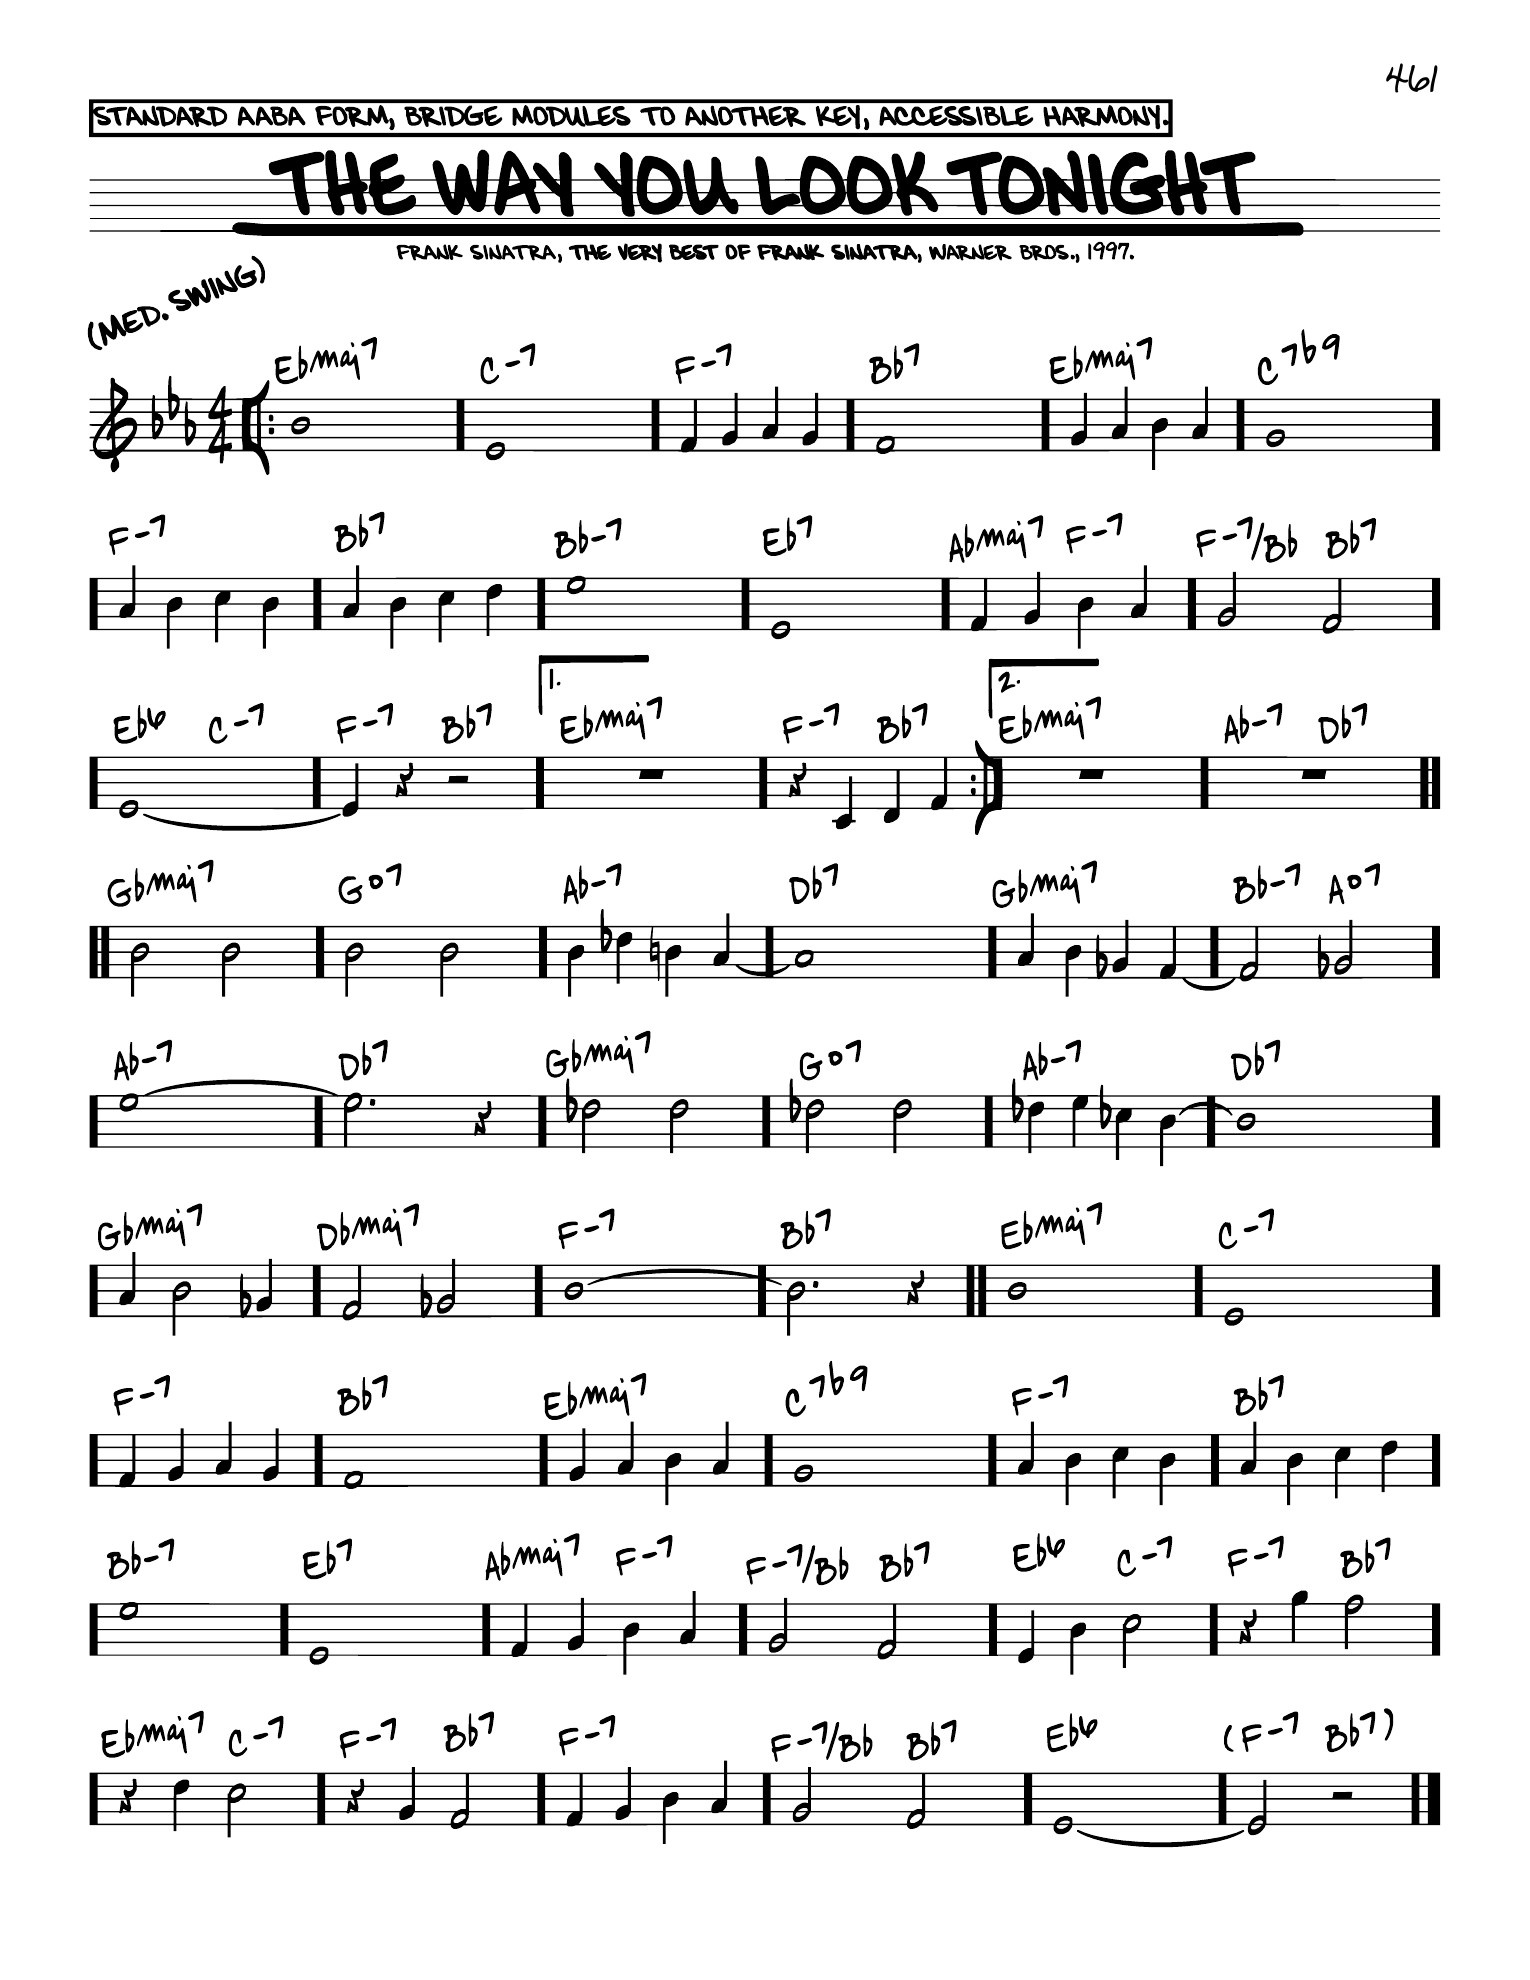 461
STANDARD AABA FORM, BRIDGE MODULES TO ANOTHER KEY, ACCESSIBLE HARMONY.
THE WAY YOU LOOK TONIGHT
FRANK SINATRA, THE VERY BEST OF FRANK SINATRA, WARNER BROS., 1997.
(MED. SWING)
Ebmaj7 C-7 F-7 Bb7 Ebmaj7 C7b9
4
4
F-7 Bb7 Bb-7 Eb7 Abmaj7 F-7 F-7/Bb Bb7
1. 2.
Eb6 C-7 F-7 Bb7 Ebmaj7 F-7 Bb7 Ebmaj7 Ab-7 Db7
Gbmaj7 Go7 Ab-7 Db7 Gbmaj7 Bb-7 Ao7
Ab-7 Db7 Gbmaj7 Go7 Ab-7 Db7
Gbmaj7 Dbmaj7 F-7 Bb7 Ebmaj7 C-7
F-7 Bb7 Ebmaj7 C7b9 F-7 Bb7
Bb-7 Eb7 Abmaj7 F-7 F-7/Bb Bb7 Eb6 C-7 F-7 Bb7
Ebmaj7 C-7 F-7 Bb7 F-7 F-7/Bb Bb7 Eb6 (F-7 Bb7)